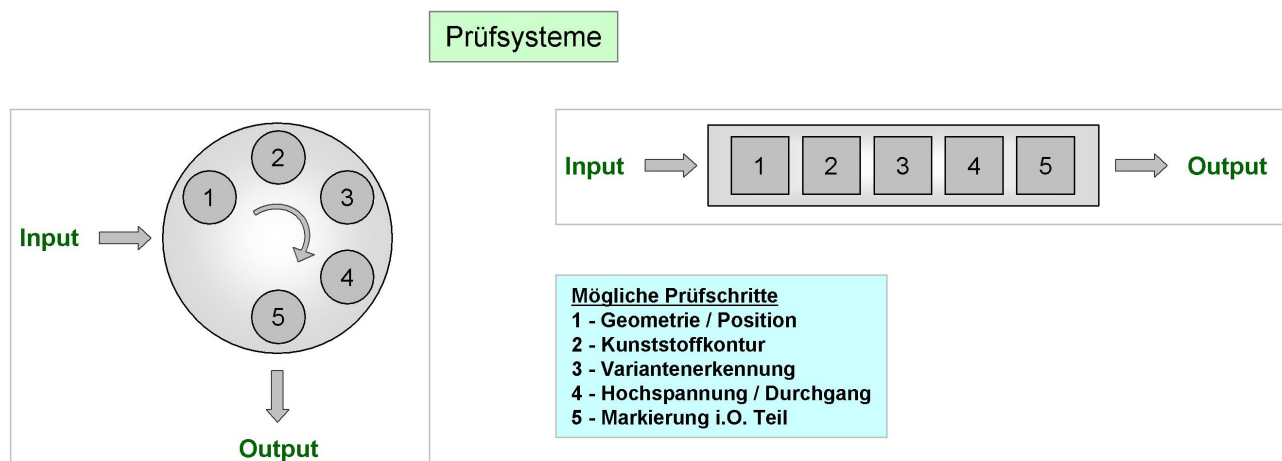 Prüfsysteme
Input
1
2
3
4
5
Output
Input
1 2 3 4 5
Output
Mögliche Prüfschritte
1 - Geometrie / Position
2 - Kunststoffkontur
3 - Variantenerkennung
4 - Hochspannung / Durchgang
5 - Markierung i.O. Teil